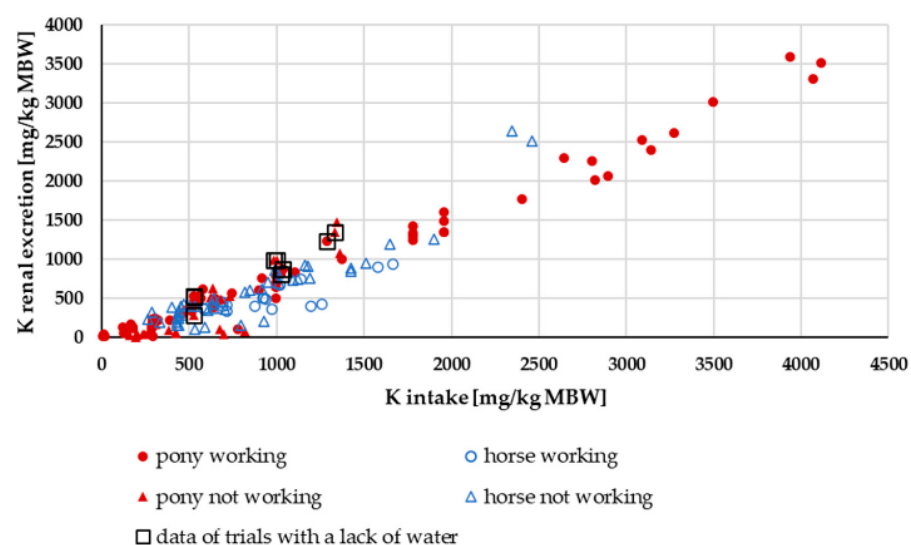 4000
3500
3000
2500
2000
1500
1000
500
0
K renal excretion [mg/kg MBW]
0 500 1000 1500 2000 2500 3000 3500 4000 4500
K intake [mg/kg MBW]
pony working
horse working
pony not working
horse not working
data of trials with a lack of water